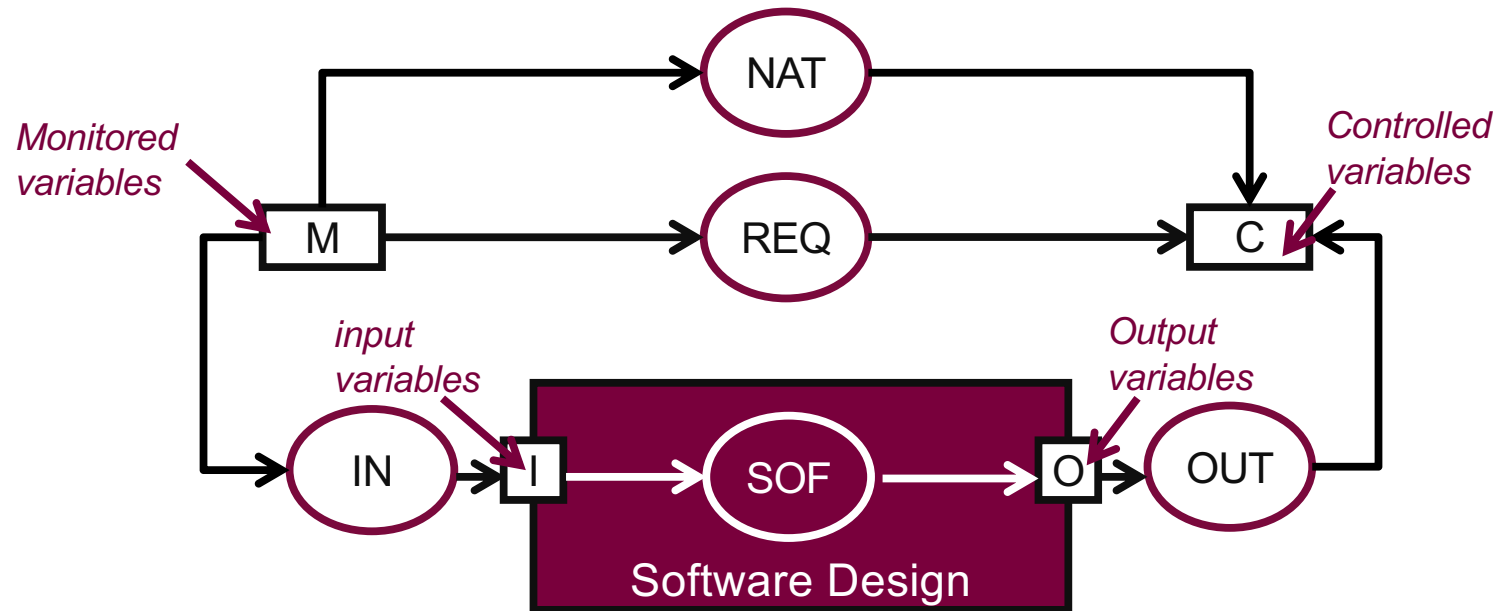 NAT
Monitored
variables
Controlled
variables
M
REQ
C
input
variables
Output
variables
IN
I
SOF
O
OUT
Software Design